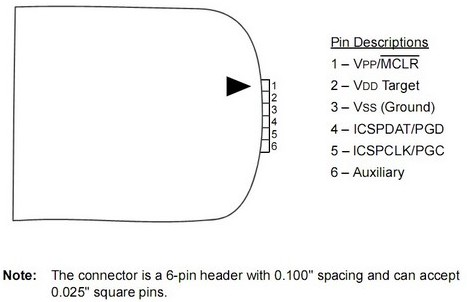 Pin Descriptions
1 – VPP/MCLR
2 – VDD Target
3 – VSS (Ground)
4 – ICSPDAT/PGD
5 – ICSPCLK/PGC
6 – Auxiliary
1
2
3
4
5
6
Note: The connector is a 6-pin header with 0.100" spacing and can accept
0.025" square pins.